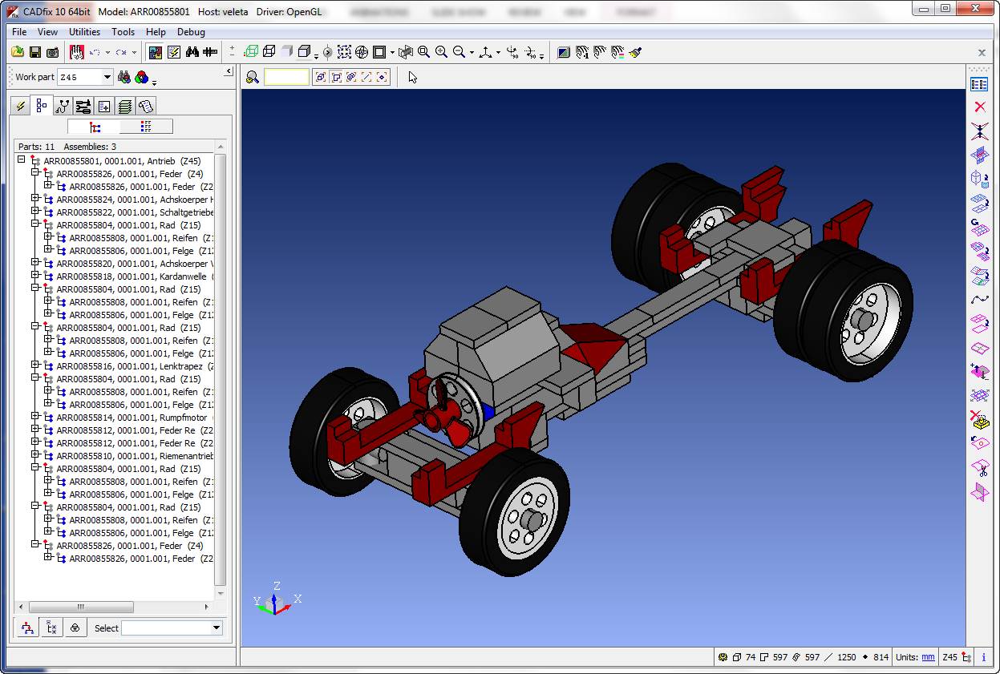 CADfix 10 64bit Model: ARR00855801 Host: veleta Driver: OpenGL
File View Utilities Tools Help Debug
Work part Z45
Parts: 11 Assemblies: 3
ARR00855801, 0001.001, Antrieb (Z45)
ARR00855826, 0001.001, Feder (Z4)
ARR00855826, 0001.001, Feder (Z2
ARR00855824, 0001.001, Achskoerper H
ARR00855822, 0001.001, Schaltgetriebe
ARR00855804, 0001.001, Rad (Z15)
ARR00855808, 0001.001, Reifen (Z1
ARR00855806, 0001.001, Felge (Z12
ARR00855820, 0001.001, Achskoerper V
ARR00855818, 0001.001, Kardanwelle (
ARR00855804, 0001.001, Rad (Z15)
ARR00855808, 0001.001, Reifen (Z1
ARR00855806, 0001.001, Felge (Z12
ARR00855804, 0001.001, Rad (Z15)
ARR00855808, 0001.001, Reifen (Z1
ARR00855806, 0001.001, Felge (Z12
ARR00855816, 0001.001, Lenktrapez (Z
ARR00855804, 0001.001, Rad (Z15)
ARR00855808, 0001.001, Reifen (Z1
ARR00855806, 0001.001, Felge (Z12
ARR00855814, 0001.001, Rumpfmotor (
ARR00855812, 0001.001, Feder Re (Z2
ARR00855812, 0001.001, Feder Re (Z2
ARR00855810, 0001.001, Riemenantrieb
ARR00855804, 0001.001, Rad (Z15)
ARR00855808, 0001.001, Reifen (Z1
ARR00855806, 0001.001, Felge (Z12
ARR00855804, 0001.001, Rad (Z15)
ARR00855808, 0001.001, Reifen (Z1
ARR00855806, 0001.001, Felge (Z12
ARR00855826, 0001.001, Feder (Z4)
ARR00855826, 0001.001, Feder (Z2
Z
Y X
Select
74 597 597 1250 814 Units: mm Z45 i